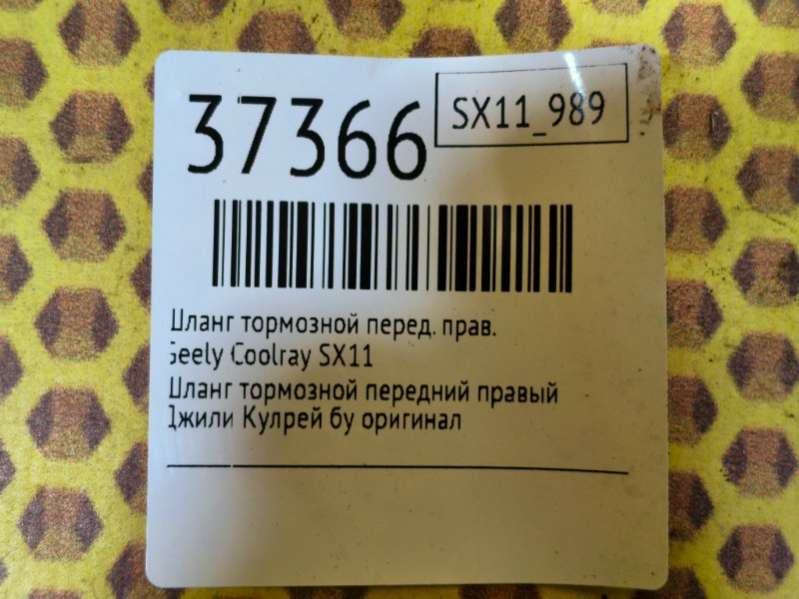 37366
SX11_989
Шланг тормозной перед. прав.
Geely Coolray SX11
Шланг тормозной передний правый
Джили Кулрей бу оригинал